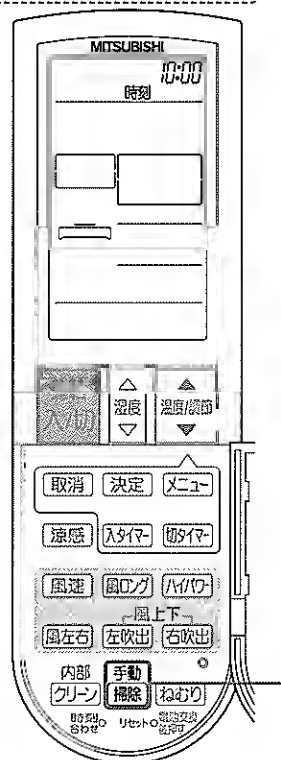 MITSUBISHI
10:00
時刻
入/切
△ 湿度 ▽
▲ 温度/調節 ▼
取消 決定 メニュー
涼感 入タイマー 切タイマー
風速 風ロング ハイパワー
風上下
風左右 左吹出 右吹出
内部 手動
クリーン 掃除 ねむり
時刻合わせ リセット